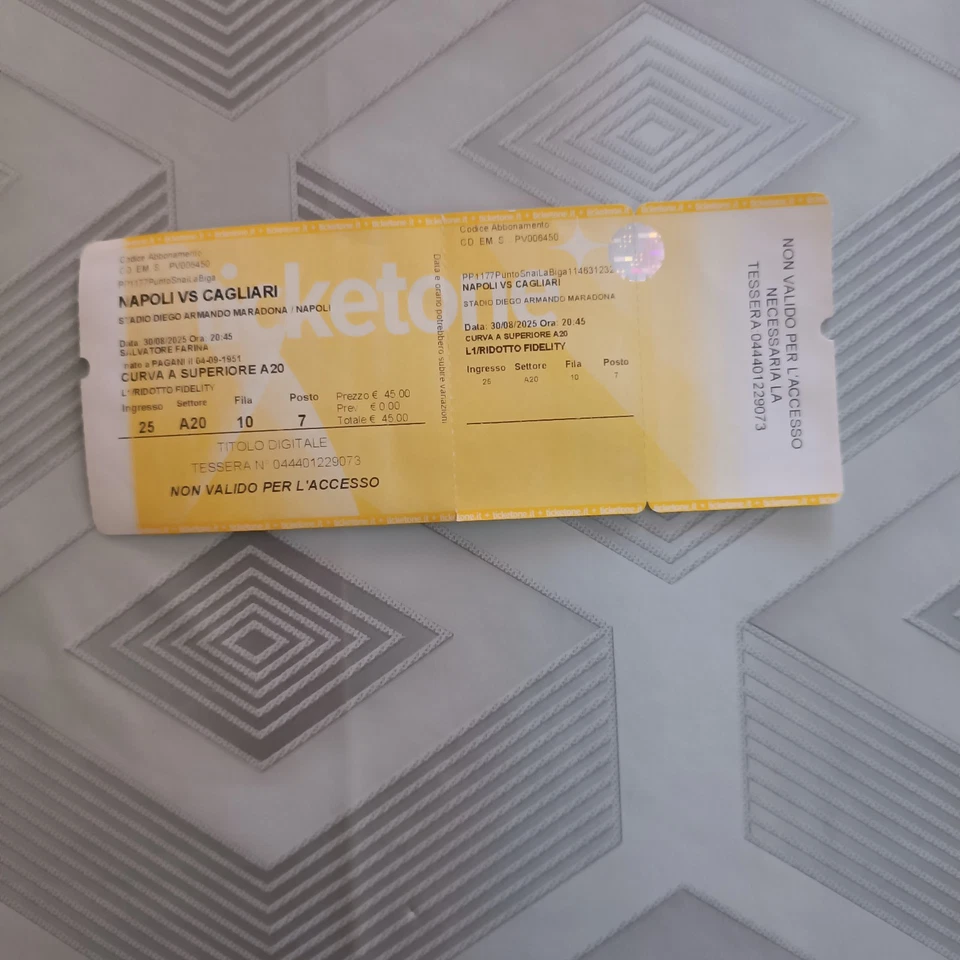 Codice Abbonamento
CD EM S PV006450
PP1177PuntoSnaiLaBiga
NAPOLI VS CAGLIARI
STADIO DIEGO ARMANDO MARADONA / NAPOLI
Data: 30/08/2025 Ora: 20:45
SALVATORE FARINA
nato a PAGANI il 04-09-1951
CURVA A SUPERIORE A20
L1/RIDOTTO FIDELITY
Ingresso Settore Fila Posto
25 A20 10 7
Prezzo € 45.00
Prev. € 0.00
Totale € 45.00
TITOLO DIGITALE
TESSERA N° 044401229073
NON VALIDO PER L'ACCESSO
Data e orario potrebbero subire variazioni
ticketone
Codice Abbonamento
CD EM S PV006450
PP1177PuntoSnaiLaBiga114631232
NAPOLI VS CAGLIARI
STADIO DIEGO ARMANDO MARADONA
Data: 30/08/2025 Ora: 20:45
CURVA A SUPERIORE A20
L1/RIDOTTO FIDELITY
Ingresso Settore Fila Posto
25 A20 10 7
NON VALIDO PER L'ACCESSO
NECESSARIA LA
TESSERA 044401229073